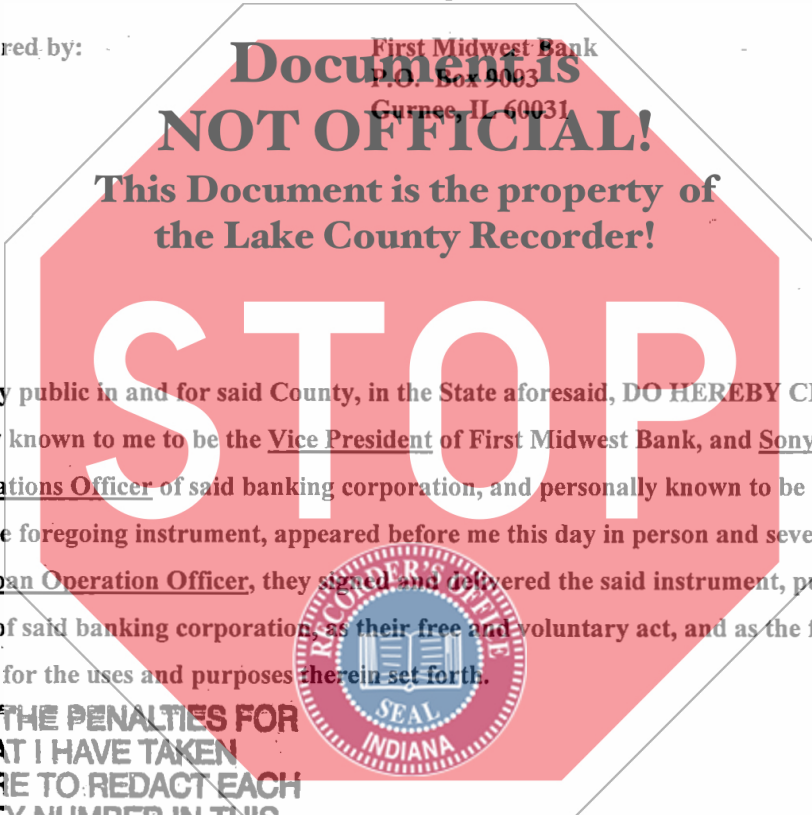 red by: First Midwest Bank
Document is
P.O. Box 9003
NOT OFFICIAL!
Gurnee, IL 60031
This Document is the property of
the Lake County Recorder!
STOP
y public in and for said County, in the State aforesaid, DO HEREBY C
known to me to be the Vice President of First Midwest Bank, and Sony
ations Officer of said banking corporation, and personally known to be
e foregoing instrument, appeared before me this day in person and seve
oan Operation Officer, they signed and delivered the said instrument, p
of said banking corporation, as their free and voluntary act, and as the f
for the uses and purposes therein set forth.
RECORDER'S OFFICE
SEAL
INDIANA
THE PENALTIES FOR
AT I HAVE TAKEN
RE TO REDACT EACH
Y NUMBER IN THIS